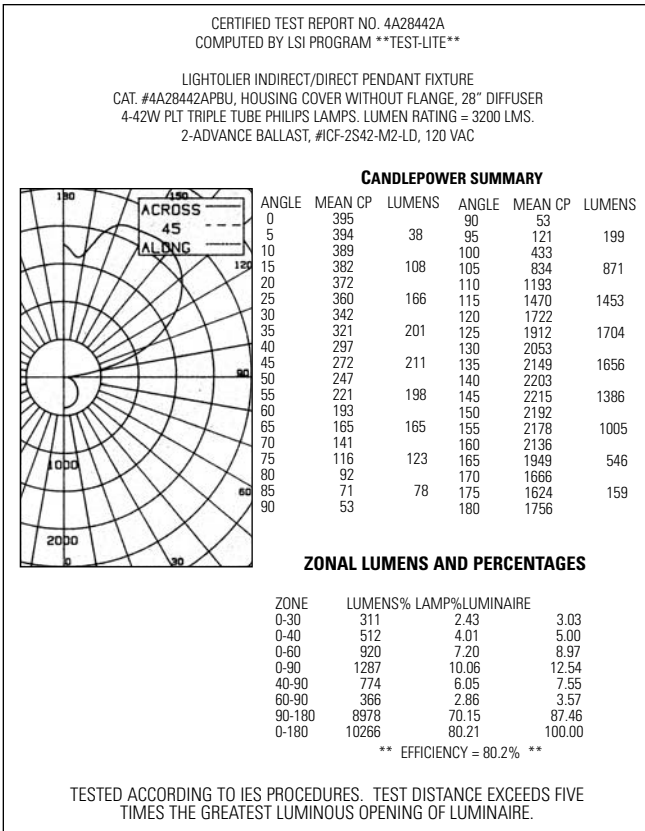 CERTIFIED TEST REPORT NO. 4A28442A
COMPUTED BY LSI PROGRAM **TEST-LITE**
LIGHTOLIER INDIRECT/DIRECT PENDANT FIXTURE
CAT. #4A28442APBU, HOUSING COVER WITHOUT FLANGE, 28" DIFFUSER
4-42W PLT TRIPLE TUBE PHILIPS LAMPS. LUMEN RATING = 3200 LMS.
2-ADVANCE BALLAST, #ICF-2S42-M2-LD, 120 VAC
180
150
ACROSS
45
ALONG
120
90
60
1000
2000
0
30
CANDLEPOWER SUMMARY
ANGLE MEAN CP LUMENS ANGLE MEAN CP LUMENS
0 395 90 53
5 394 38 95 121 199
10 389 100 433
15 382 108 105 834 871
20 372 110 1193
25 360 166 115 1470 1453
30 342 120 1722
35 321 201 125 1912 1704
40 297 130 2053
45 272 211 135 2149 1656
50 247 140 2203
55 221 198 145 2215 1386
60 193 150 2192
65 165 165 155 2178 1005
70 141 160 2136
75 116 123 165 1949 546
80 92 170 1666
85 71 78 175 1624 159
90 53 180 1756
ZONAL LUMENS AND PERCENTAGES
ZONE LUMENS% LAMP%LUMINAIRE
0-30 311 2.43 3.03
0-40 512 4.01 5.00
0-60 920 7.20 8.97
0-90 1287 10.06 12.54
40-90 774 6.05 7.55
60-90 366 2.86 3.57
90-180 8978 70.15 87.46
0-180 10266 80.21 100.00
** EFFICIENCY = 80.2% **
TESTED ACCORDING TO IES PROCEDURES. TEST DISTANCE EXCEEDS FIVE
TIMES THE GREATEST LUMINOUS OPENING OF LUMINAIRE.